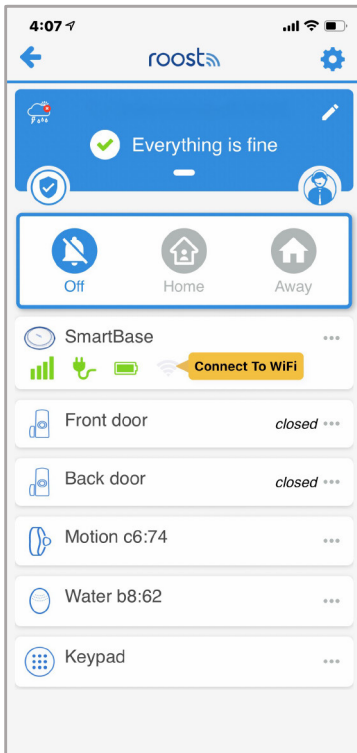 4:07
roost
Everything is fine
Off Home Away
SmartBase
Connect To WiFi
Front door closed
Back door closed
Motion c6:74
Water b8:62
Keypad